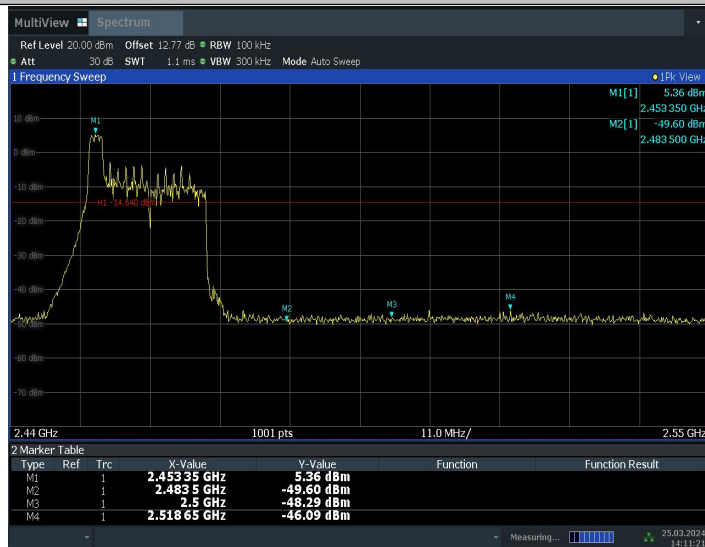 MultiView Spectrum
Ref Level 20.00 dBm Offset 12.77 dB RBW 100 kHz
Att 30 dB SWT 1.1 ms VBW 300 kHz Mode Auto Sweep
1 Frequency Sweep 1Pk View
M1[1] 5.36 dBm
2.453 350 GHz
M2[1] -49.60 dBm
2.483 500 GHz
10 dBm
M1
0 dBm
-10 dBm
H1 -14.640 dBm
-20 dBm
-30 dBm
-40 dBm
M2
M3
M4
-50 dBm
-60 dBm
-70 dBm
2.44 GHz 1001 pts 11.0 MHz/ 2.55 GHz
2 Marker Table
Type Ref Trc X-Value Y-Value Function Function Result
M1 1 2.453 35 GHz 5.36 dBm
M2 1 2.483 5 GHz -49.60 dBm
M3 1 2.5 GHz -48.29 dBm
M4 1 2.518 65 GHz -46.09 dBm
Measuring... 25.03.2024
14:11:21